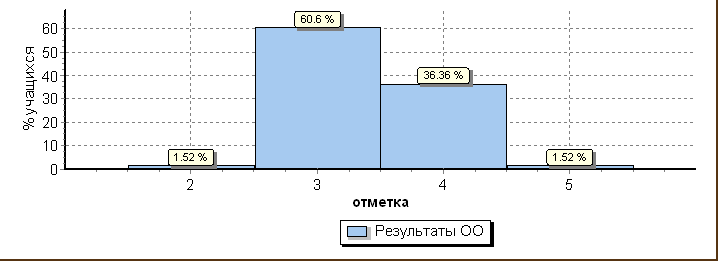 % учащихся
60
50
40
30
20
10
0
60.6 %
36.36 %
1.52 %
1.52 %
2 3 4 5
отметка
Результаты ОО